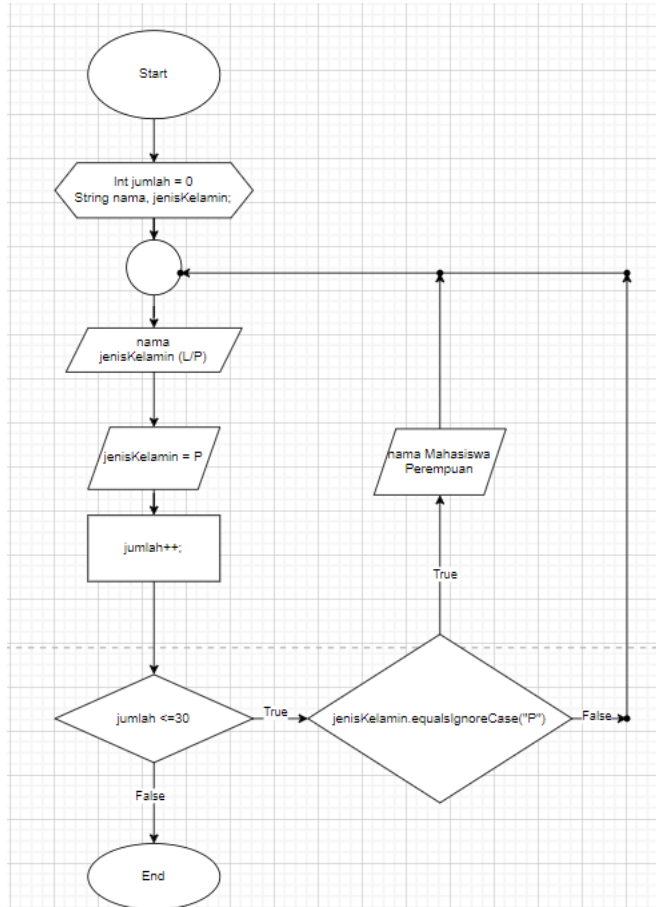 Start
Int jumlah = 0
String nama, jenisKelamin;
nama
jenisKelamin (L/P)
jenisKelamin = P
nama Mahasiswa
Perempuan
jumlah++;
True
jumlah <=30
True
jenisKelamin.equalsIgnoreCase("P")
False
False
End